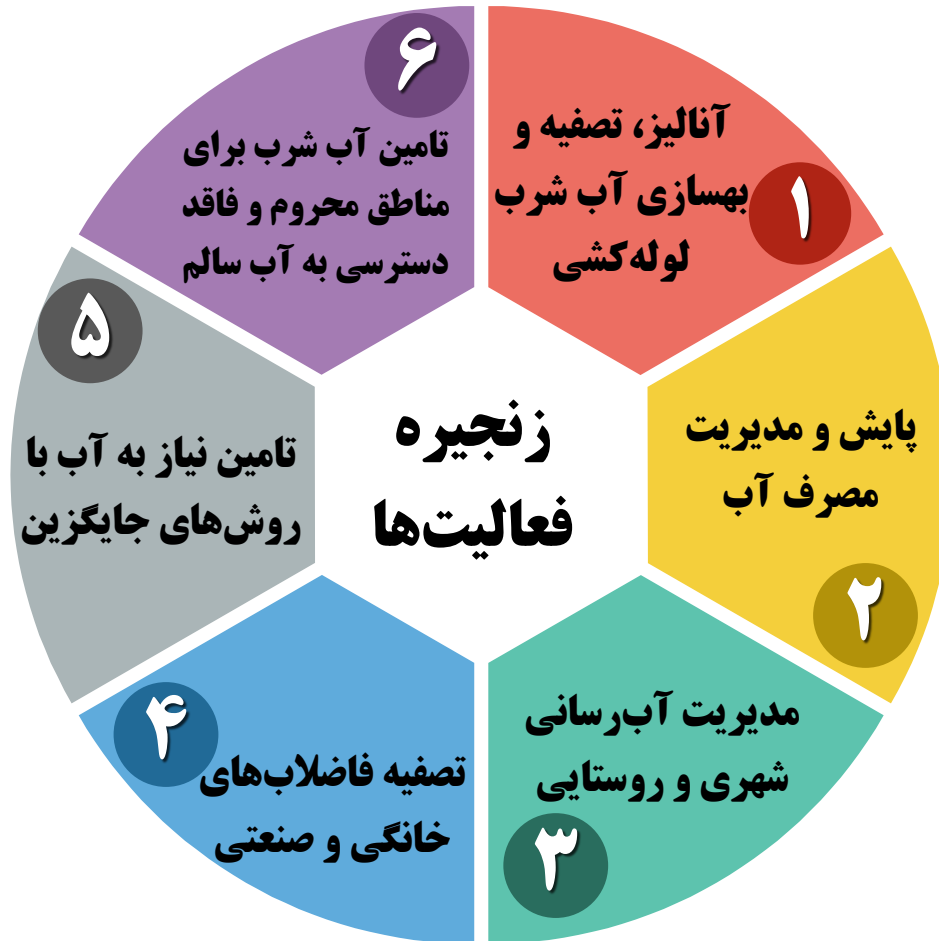 زنجیره
فعالیت‌ها
۱
آنالیز، تصفیه و
بهسازی آب شرب
لوله‌کشی
۲
پایش و مدیریت
مصرف آب
۳
مدیریت آب‌رسانی
شهری و روستایی
۴
تصفیه فاضلاب‌های
خانگی و صنعتی
۵
تامین نیاز به آب با
روش‌های جایگزین
۶
تامین آب شرب برای
مناطق محروم و فاقد
دسترسی به آب سالم